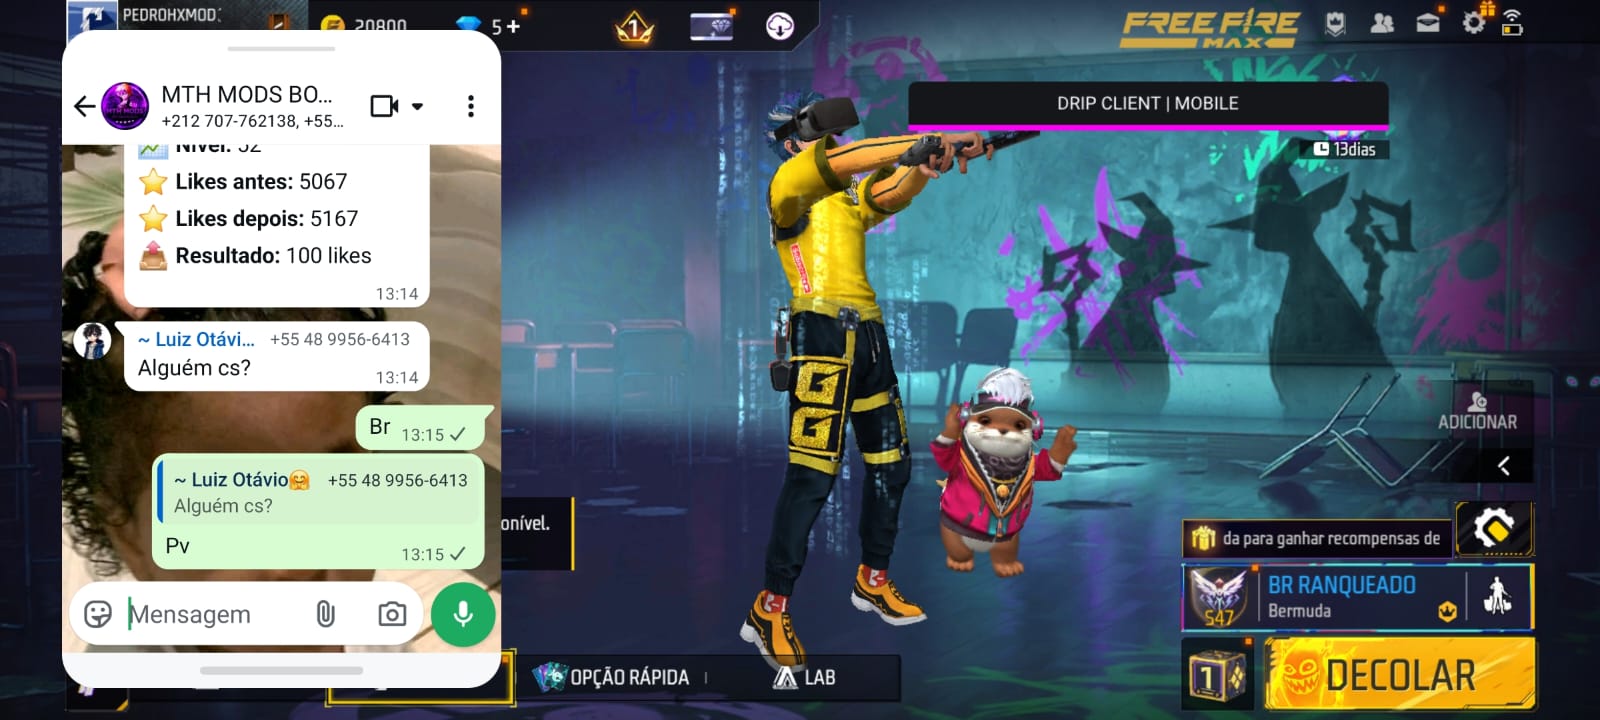 PEDROHXMOD
20800
5+
1
FREE FIRE
MAX
MTH MODS BO...
+212 707-762138, +55...
Nível: 52
Likes antes: 5067
Likes depois: 5167
Resultado: 100 likes
13:14
~ Luiz Otávi... +55 48 9956-6413
Alguém cs?
13:14
Br 13:15
~ Luiz Otávio🤗 +55 48 9956-6413
Alguém cs?
Pv 13:15
Mensagem
DRIP CLIENT | MOBILE
13dias
ADICIONAR
onível.
da para ganhar recompensas de
BR RANQUEADO
Bermuda
S47
OPÇÃO RÁPIDA
LAB
1
DECOLAR